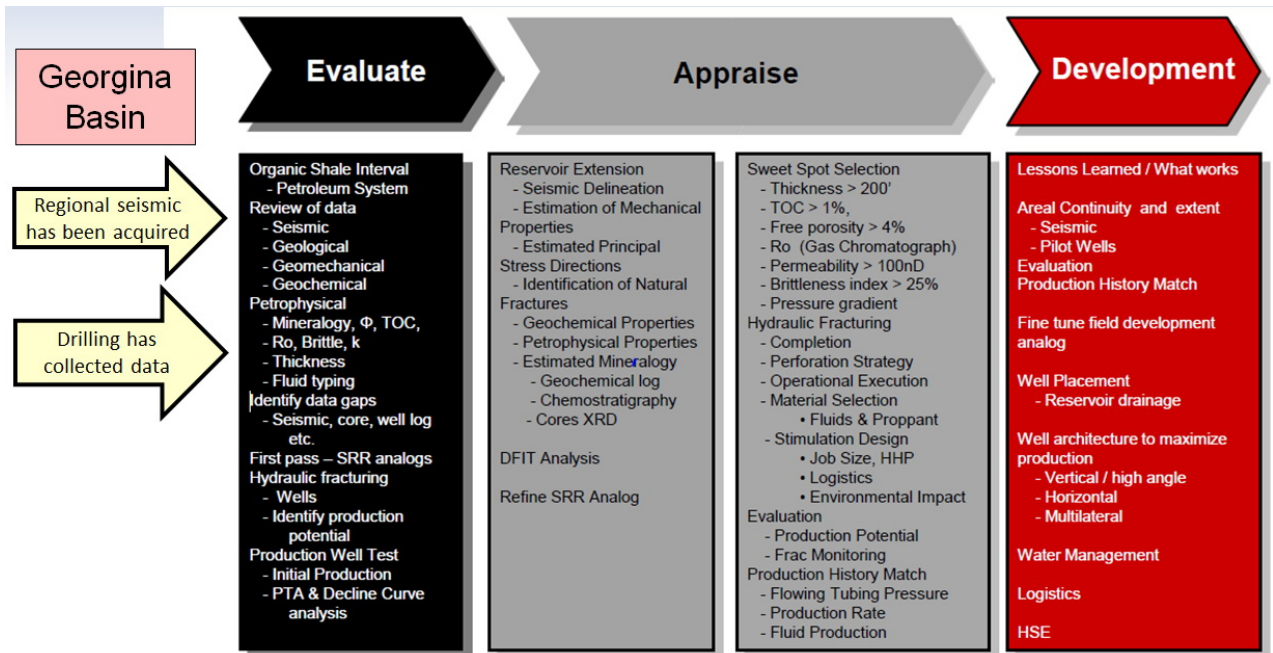 Georgina
Basin
Regional seismic
has been acquired
Drilling has
collected data
Evaluate
Appraise
Development
Organic Shale Interval
- Petroleum System
Review of data
- Seismic
- Geological
- Geomechanical
- Geochemical
Petrophysical
- Mineralogy, Φ, TOC,
- Ro, Brittle, k
- Thickness
- Fluid typing
Identify data gaps
- Seismic, core, well log
etc.
First pass – SRR analogs
Hydraulic fracturing
- Wells
- Identify production
potential
Production Well Test
- Initial Production
- PTA & Decline Curve
analysis
Reservoir Extension
- Seismic Delineation
- Estimation of Mechanical
Properties
- Estimated Principal
Stress Directions
- Identification of Natural
Fractures
- Geochemical Properties
- Petrophysical Properties
- Estimated Mineralogy
- Geochemical log
- Chemostratigraphy
- Cores XRD
DFIT Analysis
Refine SRR Analog
Sweet Spot Selection
- Thickness > 200'
- TOC > 1%,
- Free porosity > 4%
- Ro (Gas Chromatograph)
- Permeability > 100nD
- Brittleness index > 25%
- Pressure gradient
Hydraulic Fracturing
- Completion
- Perforation Strategy
- Operational Execution
- Material Selection
• Fluids & Proppant
- Stimulation Design
• Job Size, HHP
• Logistics
• Environmental Impact
Evaluation
- Production Potential
- Frac Monitoring
Production History Match
- Flowing Tubing Pressure
- Production Rate
- Fluid Production
Lessons Learned / What works
Areal Continuity and extent
- Seismic
- Pilot Wells
Evaluation
Production History Match
Fine tune field development
analog
Well Placement
- Reservoir drainage
Well architecture to maximize
production
- Vertical / high angle
- Horizontal
- Multilateral
Water Management
Logistics
HSE